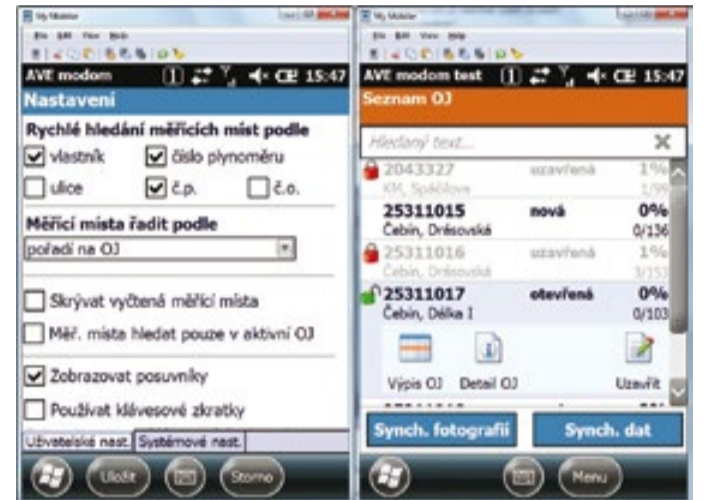 My Mobiler
File Edit View Help
AVE modom 15:47
Nastavení
Rychlé hledání měřicích míst podle
vlastník číslo plynoměru
ulice č.p. č.o.
Měřicí místa řadit podle
pořadí na OJ
Skrývat vyčtená měřicí místa
Měř. místa hledat pouze v aktivní OJ
Zobrazovat posuvníky
Používat klávesové zkratky
Uživatelské nast. Systémové nast.
Uložit Storno
My Mobiler
File Edit View Help
AVE modom test 15:47
Seznam OJ
Hledaný text...
2043327 uzavřená 1%
KM, 1/99
25311015 nová 0%
Čebín, Drásovská 0/136
25311016 uzavřená 1%
Čebín, Drásovská 3/153
25311017 otevřená 0%
Čebín, Délka I 0/103
Výpis OJ Detail OJ Uzavřít
Synch. fotografií Synch. dat
Menu